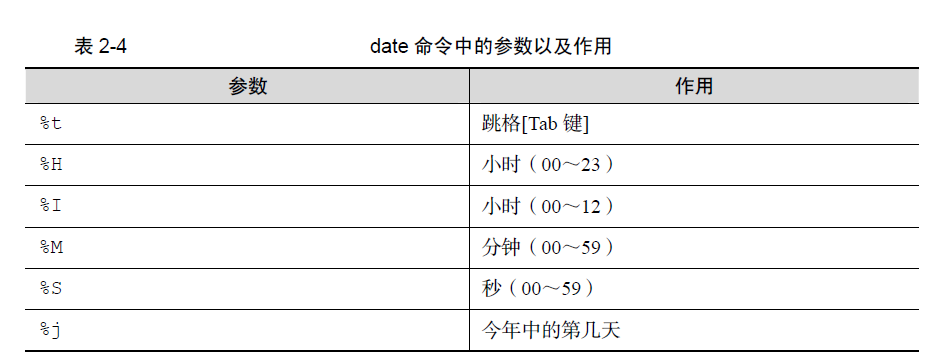 表 2-4 date 命令中的参数以及作用
参数 作用
%t 跳格[Tab 键]
%H 小时（00～23）
%I 小时（00～12）
%M 分钟（00～59）
%S 秒（00～59）
%j 今年中的第几天